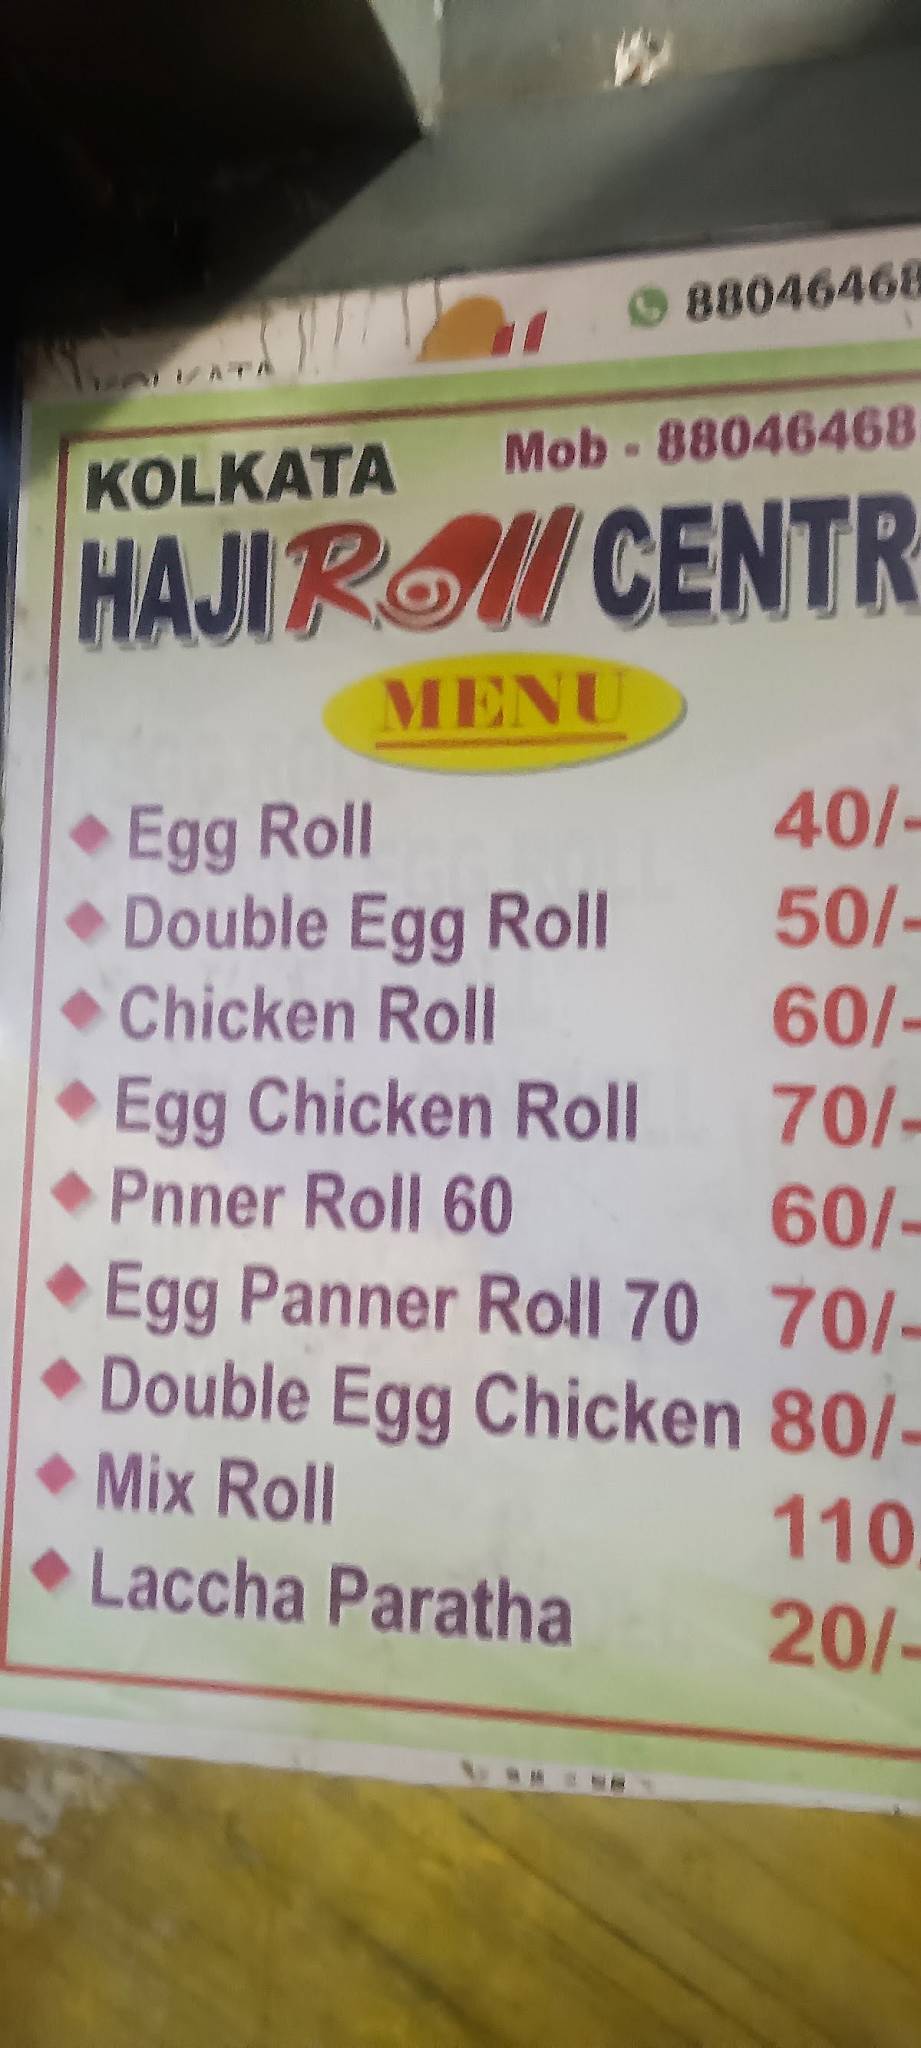 88046468
KOLKATA
KOLKATA
Mob - 88046468
HAJI Roll CENTR
MENU
Egg Roll 40/-
Double Egg Roll 50/-
Chicken Roll 60/-
Egg Chicken Roll 70/-
Pnner Roll 60 60/-
Egg Panner Roll 70 70/-
Double Egg Chicken 80/-
Mix Roll 110
Laccha Paratha 20/-